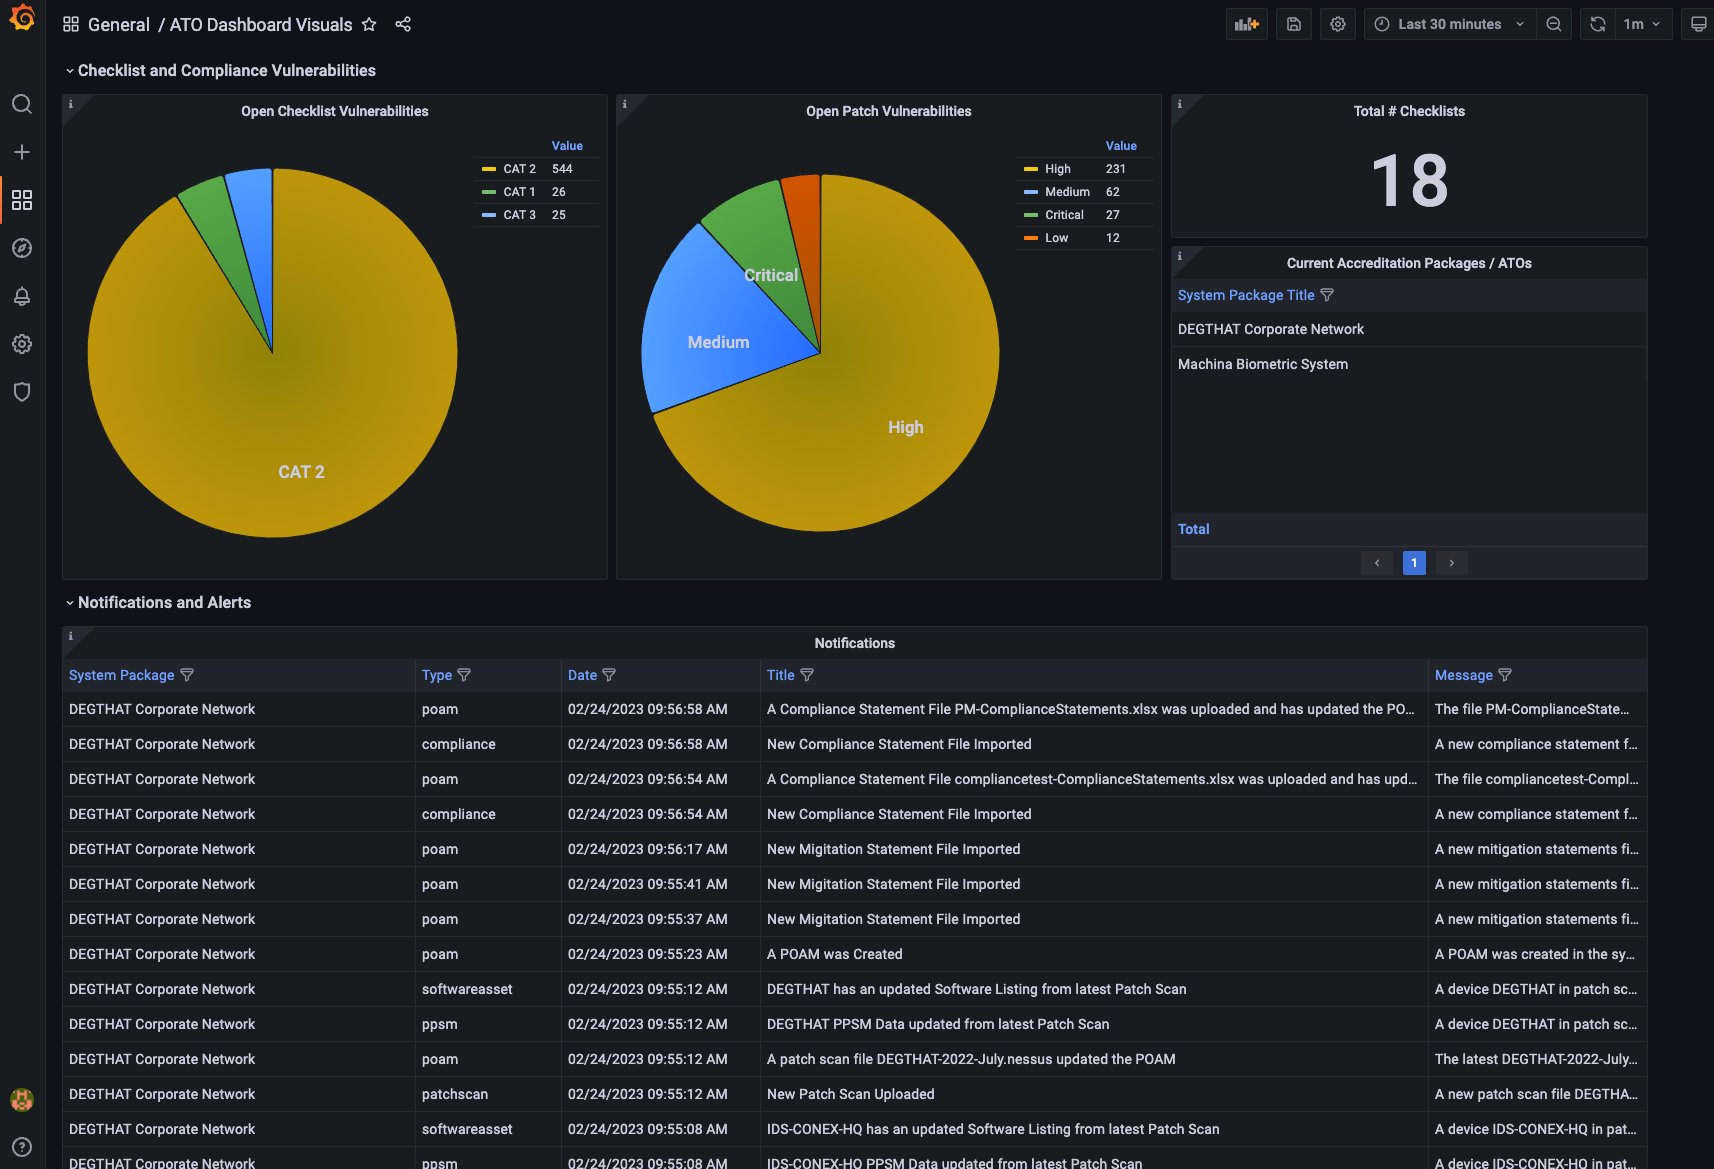 General / ATO Dashboard Visuals
Last 30 minutes
1m
Checklist and Compliance Vulnerabilities
Open Checklist Vulnerabilities
Value
CAT 2 544
CAT 1 26
CAT 3 25
CAT 2
Open Patch Vulnerabilities
Value
High 231
Medium 62
Critical 27
Low 12
Critical
Medium
High
Total # Checklists
18
Current Accreditation Packages / ATOs
System Package Title
DEGTHAT Corporate Network
Machina Biometric System
Total
1
Notifications and Alerts
Notifications
System Package Type Date Title Message
DEGTHAT Corporate Network poam 02/24/2023 09:56:58 AM A Compliance Statement File PM-ComplianceStatements.xlsx was uploaded and has updated the PO... The file PM-ComplianceState...
DEGTHAT Corporate Network compliance 02/24/2023 09:56:58 AM New Compliance Statement File Imported A new compliance statement f...
DEGTHAT Corporate Network poam 02/24/2023 09:56:54 AM A Compliance Statement File compliancetest-ComplianceStatements.xlsx was uploaded and has upd... The file compliancetest-Compl...
DEGTHAT Corporate Network compliance 02/24/2023 09:56:54 AM New Compliance Statement File Imported A new compliance statement f...
DEGTHAT Corporate Network poam 02/24/2023 09:56:17 AM New Migitation Statement File Imported A new mitigation statements fi...
DEGTHAT Corporate Network poam 02/24/2023 09:55:41 AM New Migitation Statement File Imported A new mitigation statements fi...
DEGTHAT Corporate Network poam 02/24/2023 09:55:37 AM New Migitation Statement File Imported A new mitigation statements fi...
DEGTHAT Corporate Network poam 02/24/2023 09:55:23 AM A POAM was Created A POAM was created in the sy...
DEGTHAT Corporate Network softwareasset 02/24/2023 09:55:12 AM DEGTHAT has an updated Software Listing from latest Patch Scan A device DEGTHAT in patch sc...
DEGTHAT Corporate Network ppsm 02/24/2023 09:55:12 AM DEGTHAT PPSM Data updated from latest Patch Scan A device DEGTHAT in patch sc...
DEGTHAT Corporate Network poam 02/24/2023 09:55:12 AM A patch scan file DEGTHAT-2022-July.nessus updated the POAM The latest DEGTHAT-2022-July...
DEGTHAT Corporate Network patchscan 02/24/2023 09:55:12 AM New Patch Scan Uploaded A new patch scan file DEGTHA...
DEGTHAT Corporate Network softwareasset 02/24/2023 09:55:08 AM IDS-CONEX-HQ has an updated Software Listing from latest Patch Scan A device IDS-CONEX-HQ in pat...
DEGTHAT Corporate Network ppsm 02/24/2023 09:55:08 AM IDS-CONEX-HQ PPSM Data updated from latest Patch Scan A device IDS-CONEX-HQ in pat...